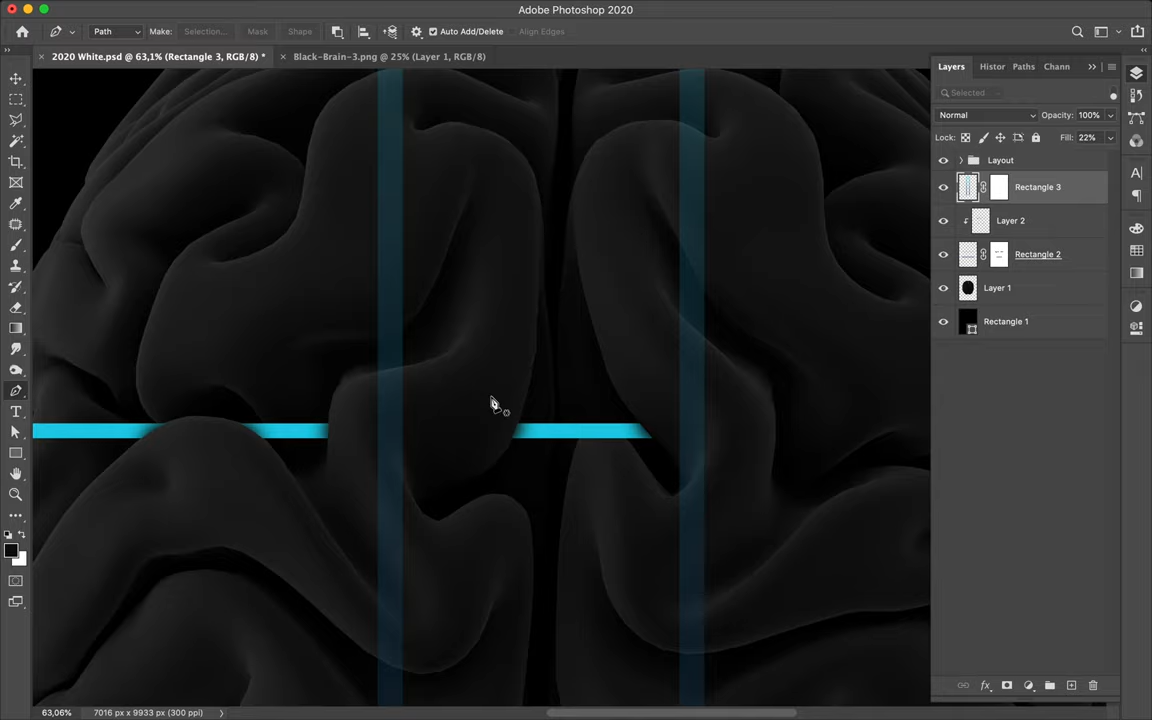 Adobe Photoshop 2020
Path Make: Selection... Mask Shape Auto Add/Delete Align Edges
2020 White.psd @ 63,1% (Rectangle 3, RGB/8) * Black-Brain-3.png @ 25% (Layer 1, RGB/8)
Layers Histor Paths Chann
Selected
Normal Opacity: 100%
Lock: Fill: 22%
Layout
Rectangle 3
Layer 2
Rectangle 2
Layer 1
Rectangle 1
63,06% 7016 px x 9933 px (300 ppi)